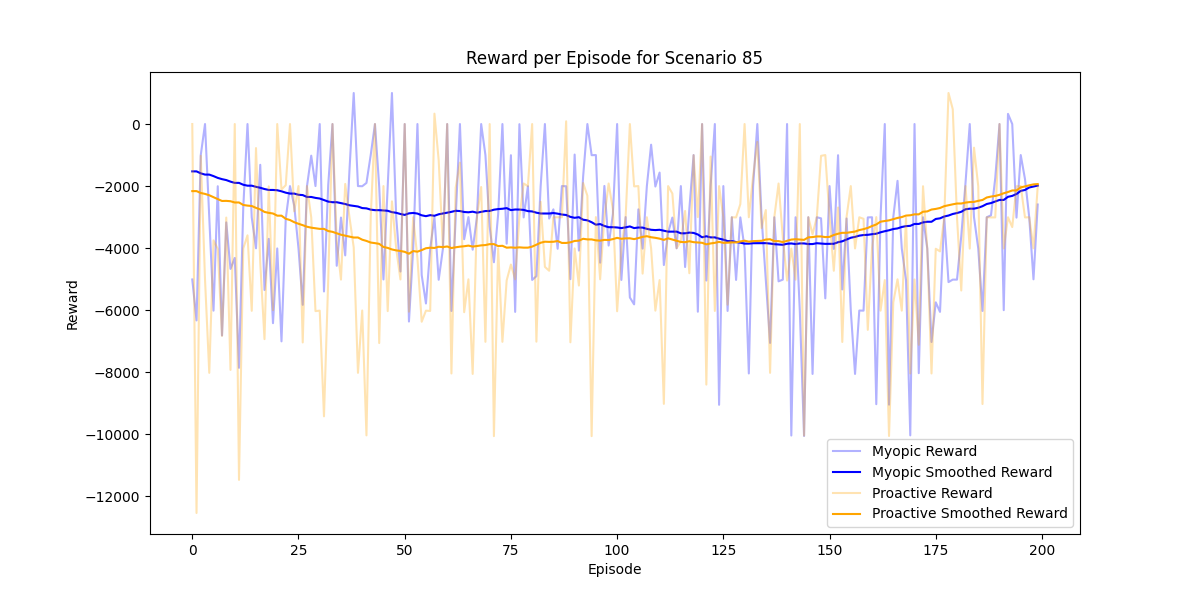 Reward per Episode for Scenario 85
Reward
0
−2000
−4000
−6000
−8000
−10000
−12000
0 25 50 75 100 125 150 175 200
Episode
Myopic Reward
Myopic Smoothed Reward
Proactive Reward
Proactive Smoothed Reward